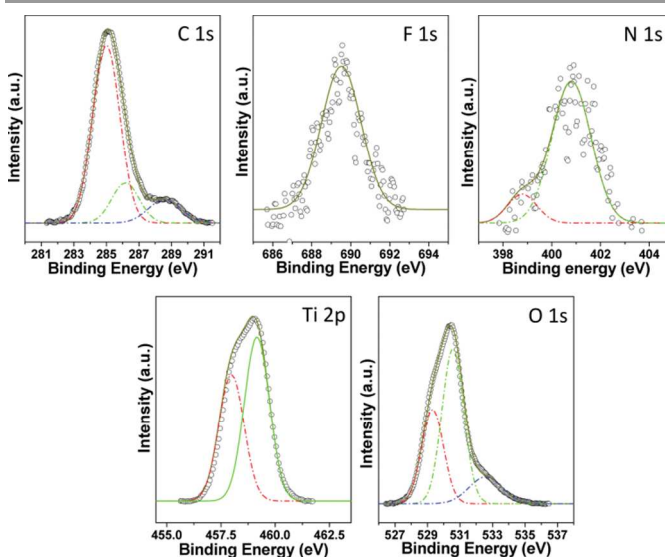 C 1s
Intensity (a.u.)
281 283 285 287 289 291
Binding Energy (eV)
F 1s
Intensity (a.u.)
686 688 690 692 694
Binding Energy (eV)
N 1s
Intensity (a.u.)
398 400 402 404
Binding energy (eV)
Ti 2p
Intensity (a.u.)
455.0 457.5 460.0 462.5
Binding Energy (eV)
O 1s
Intensity (a.u.)
527 529 531 533 535 537
Binding Energy (eV)